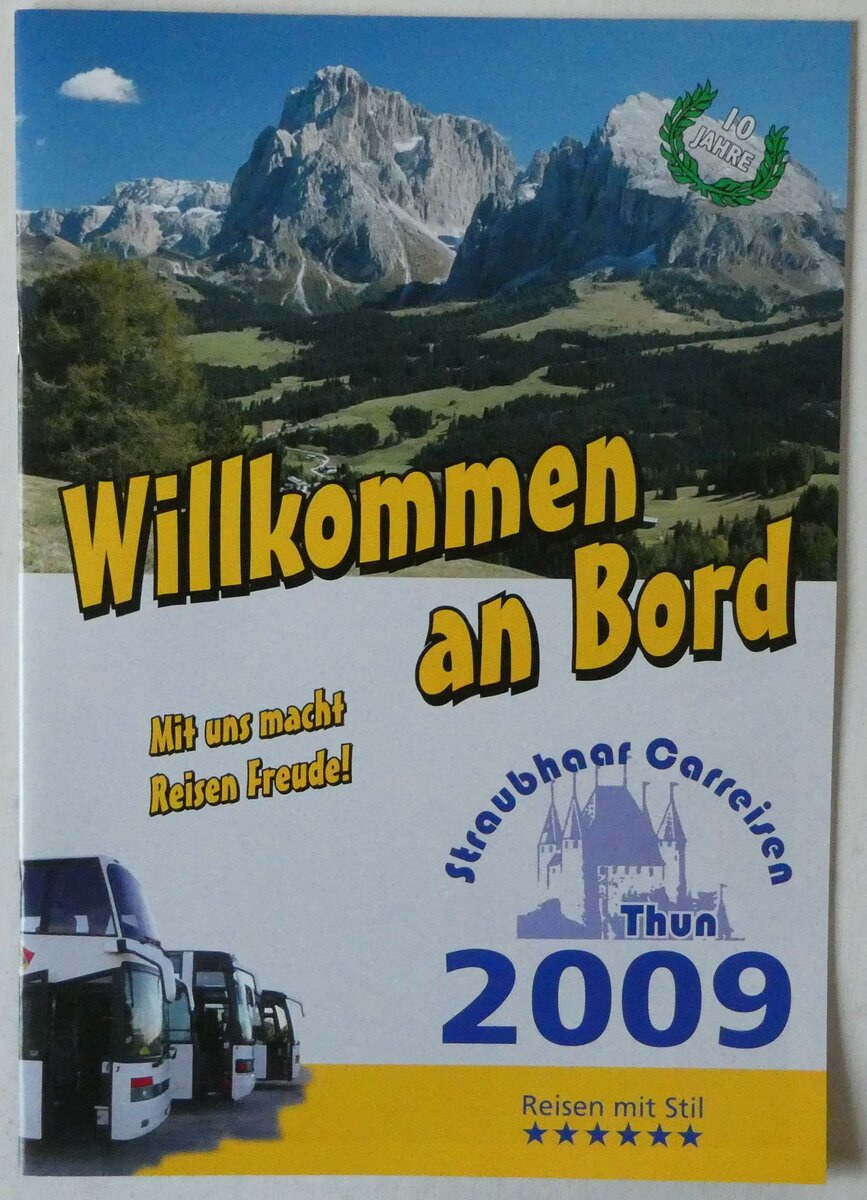 10
JAHRE
Willkommen
an Bord
Mit uns macht
Reisen Freude!
Straubhaar Carreisen
Thun
2009
Reisen mit Stil